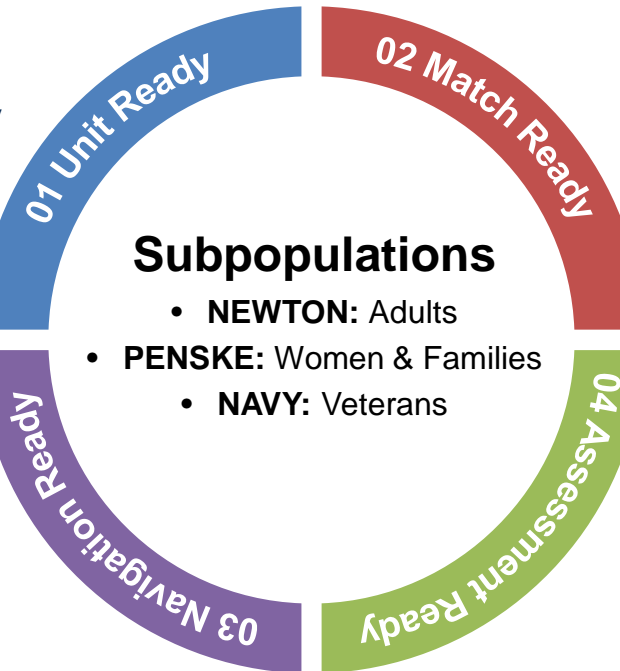 01 Unit Ready
02 Match Ready
Subpopulations
• NEWTON: Adults
• PENSKE: Women & Families
• NAVY: Veterans
03 Navigation Ready
04 Assessment Ready